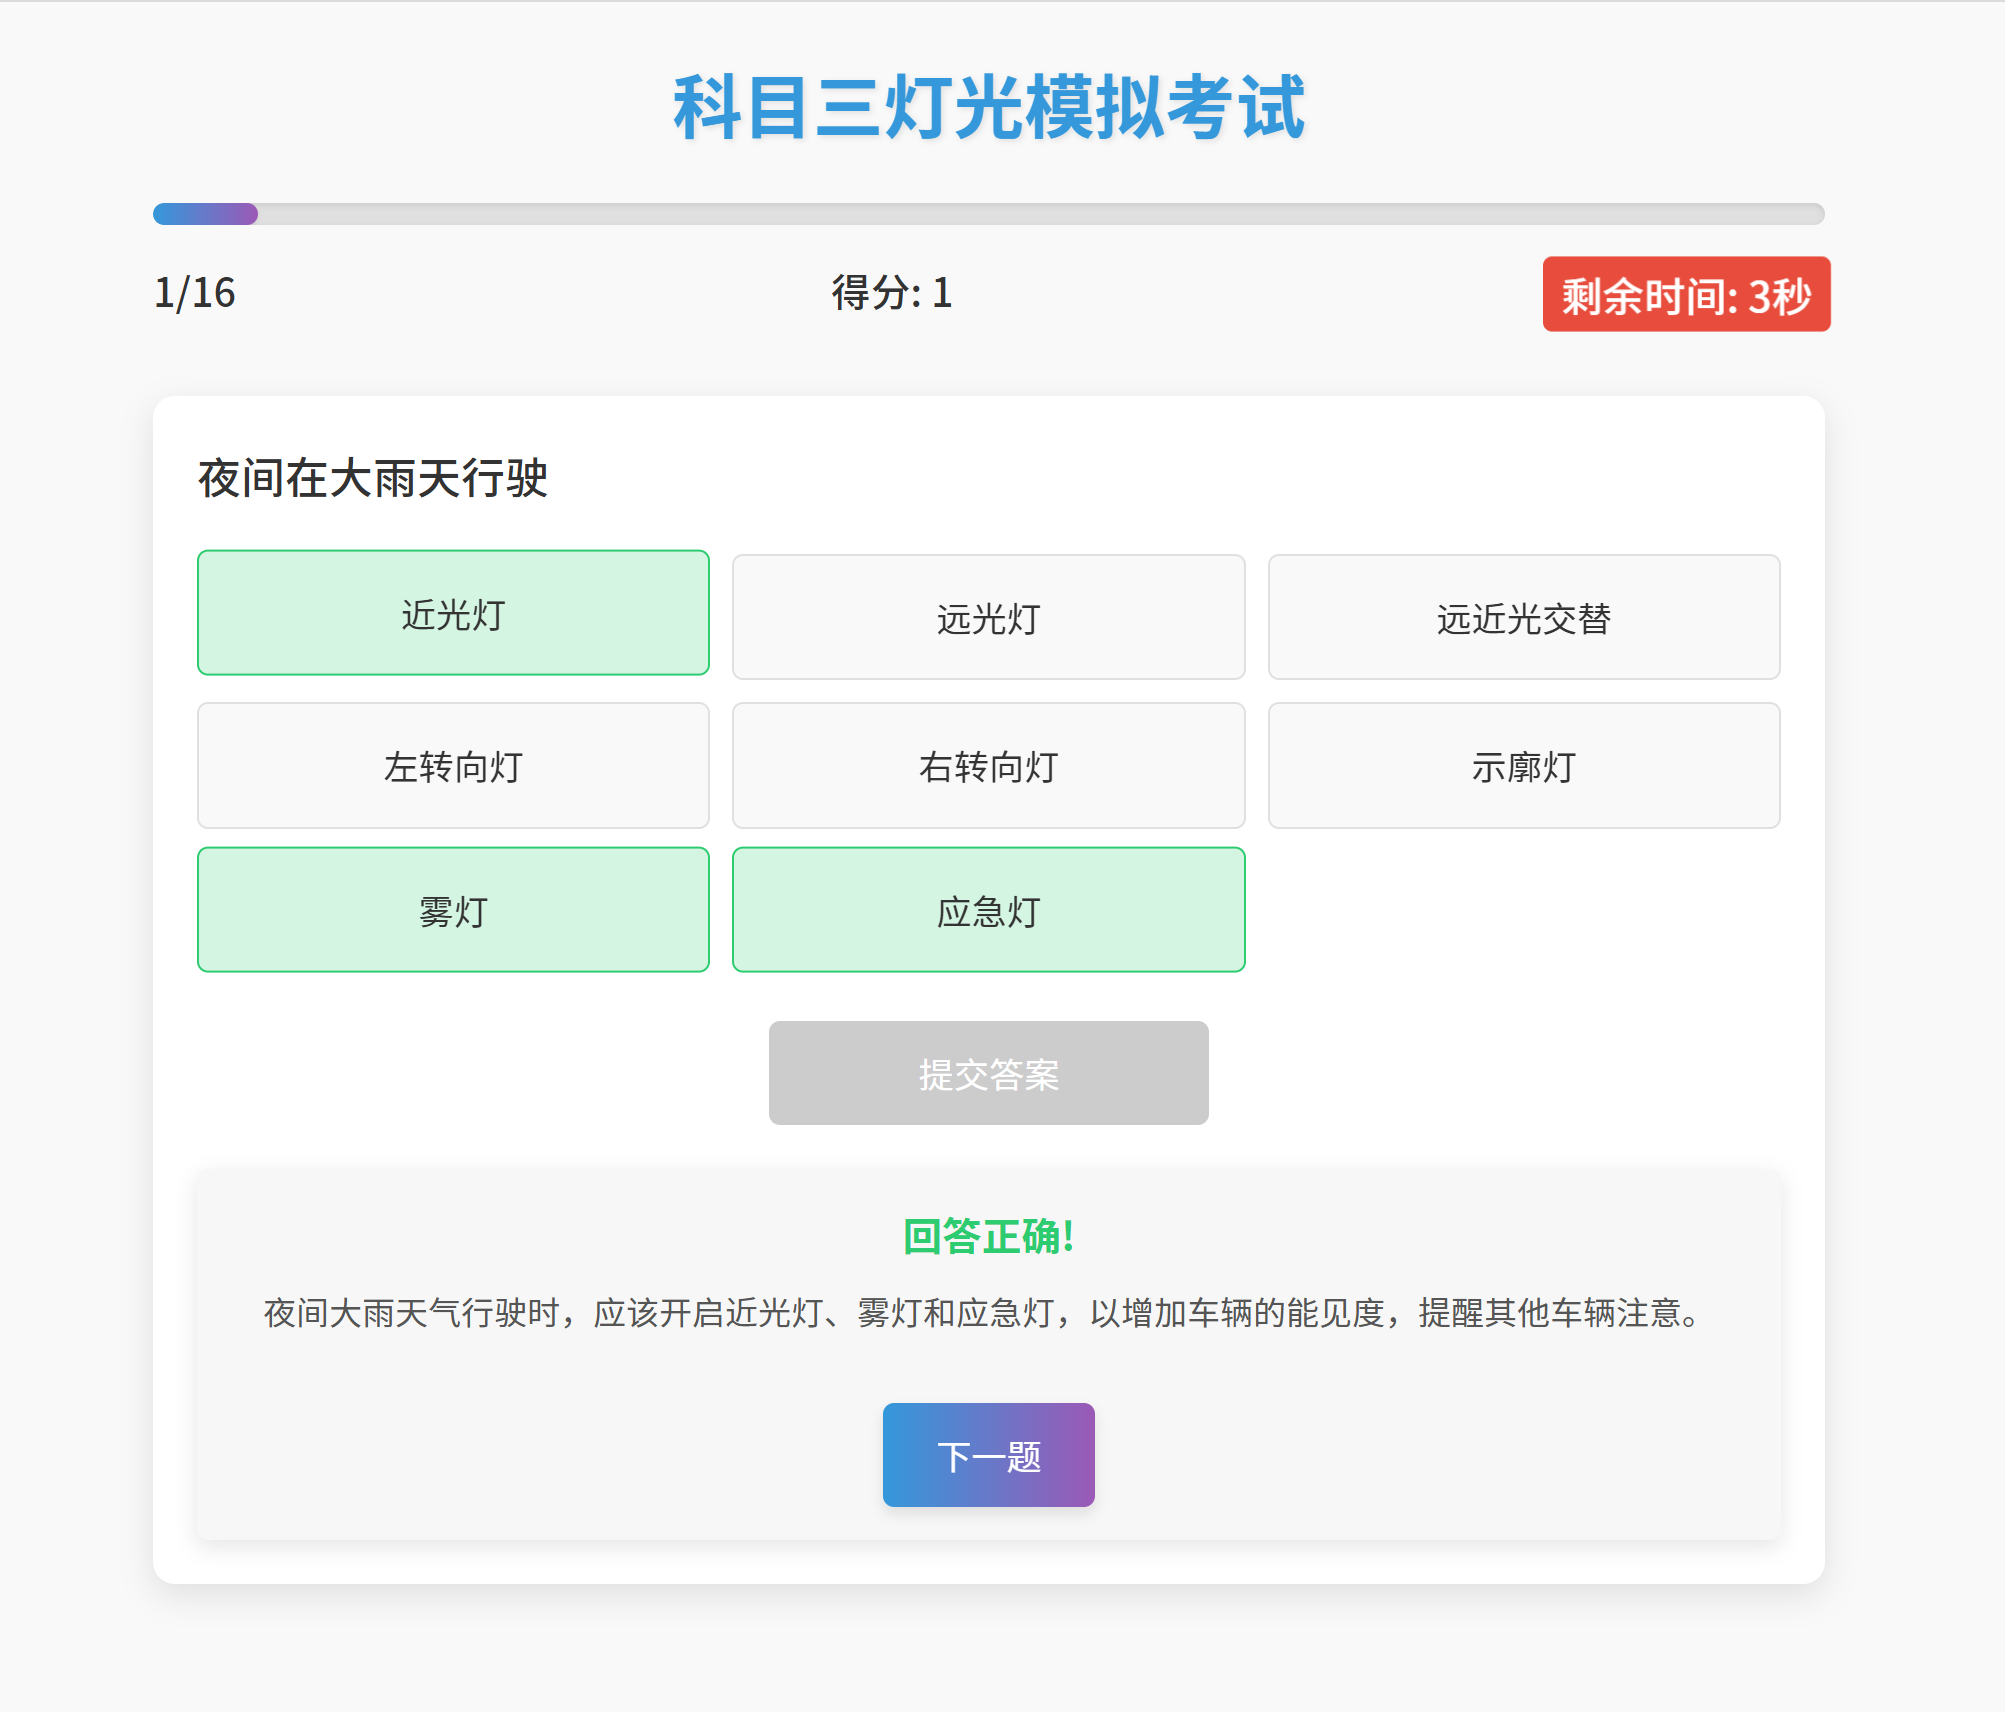 科目三灯光模拟考试
1/16
得分: 1
剩余时间: 3秒
夜间在大雨天行驶
近光灯
远光灯
远近光交替
左转向灯
右转向灯
示廓灯
雾灯
应急灯
提交答案
回答正确!
夜间大雨天气行驶时，应该开启近光灯、雾灯和应急灯，以增加车辆的能见度，提醒其他车辆注意。
下一题